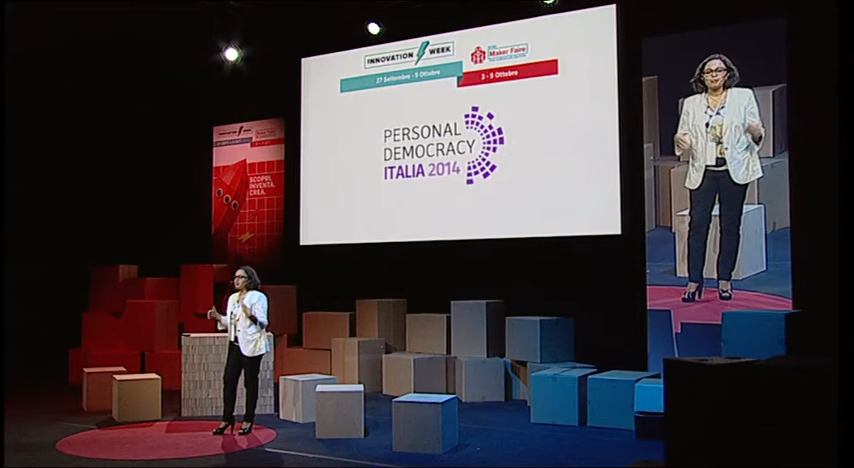 INNOVATION WEEK
27 Settembre - 5 Ottobre
Maker Faire
3 - 5 Ottobre
PERSONAL
DEMOCRACY
ITALIA 2014
SCOPRI.
INVENTA.
CREA.